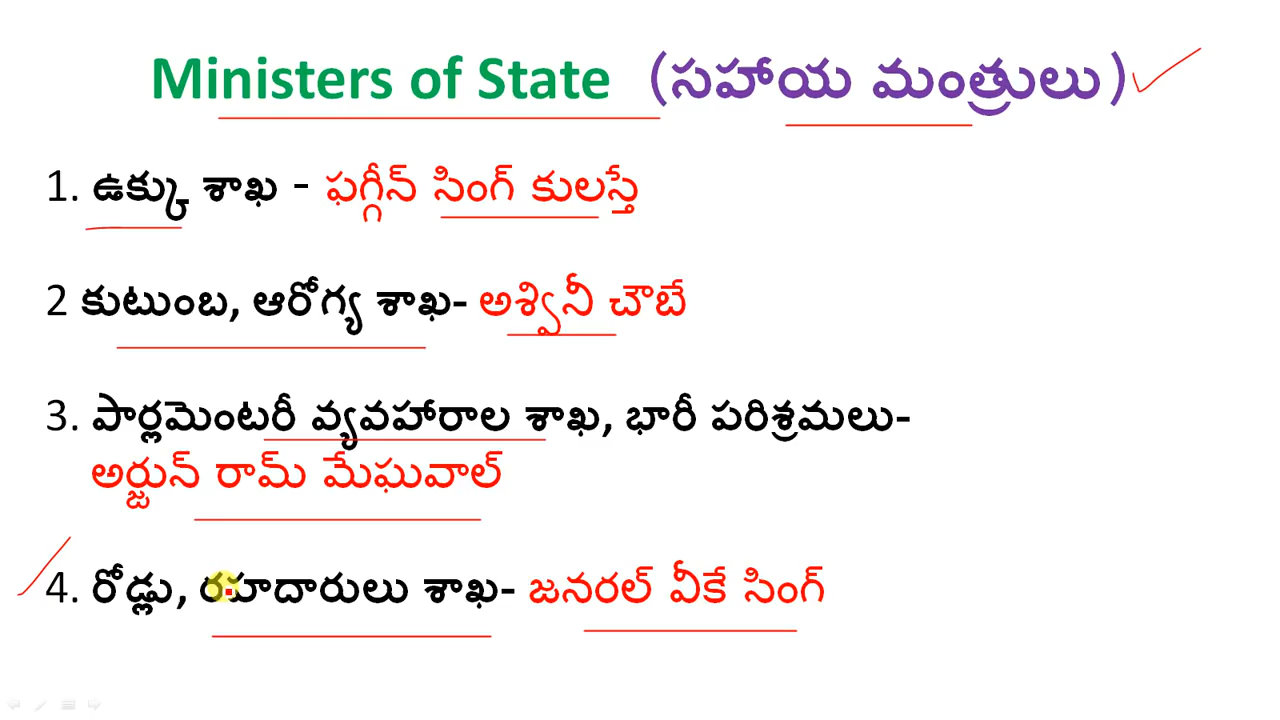 Ministers of State (సహాయ మంత్రులు)
1. ఉక్కు శాఖ - ఫగ్గీన్ సింగ్ కులస్తే
2 కుటుంబ, ఆరోగ్య శాఖ- అశ్వినీ చౌబే
3. పార్లమెంటరీ వ్యవహారాల శాఖ, భారీ పరిశ్రమలు-
అర్జున్ రామ్ మేఘవాల్
4. రోడ్లు, రహదారులు శాఖ- జనరల్ వీకే సింగ్